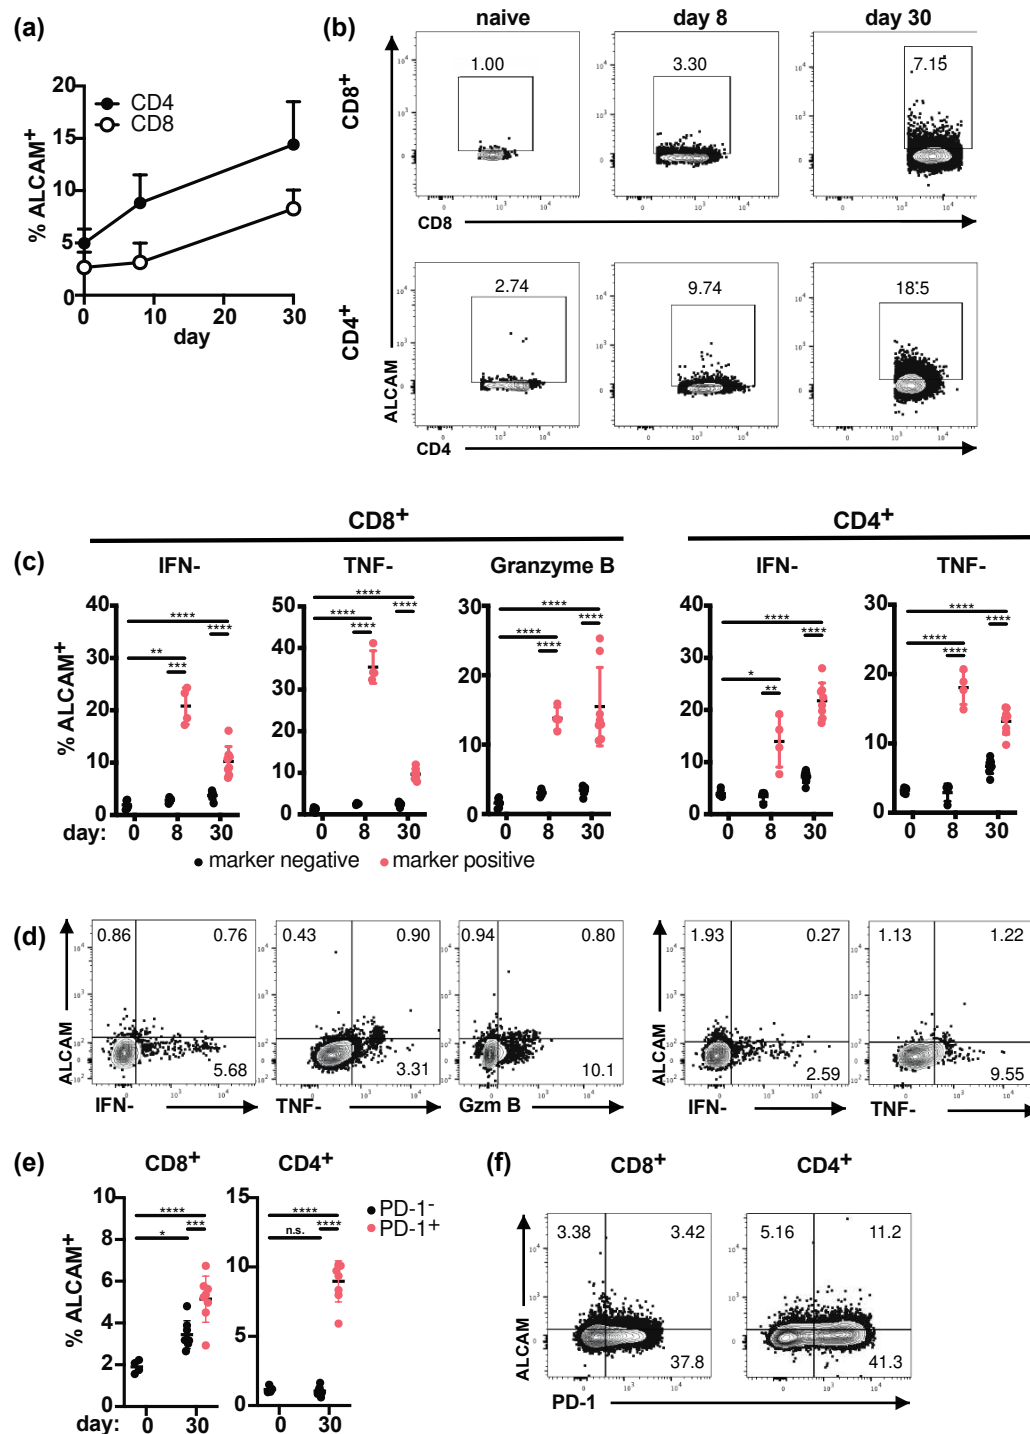 (a)
% ALCAM+
20
15
10
5
0
CD4
CD8
0 10 20 30
day
(b)
naive day 8 day 30
CD8+
1.00 3.30 7.15
CD8
CD4+
2.74 9.74 18.5
ALCAM
CD4
CD8+ CD4+
(c)
IFN- TNF- Granzyme B IFN- TNF-
% ALCAM+
40 30 20 10 0
** *** **** ****
50 40 30 20 10 0
**** **** **** ****
30 20 10 0
**** **** **** ****
40 30 20 10 0
* ** **** ****
30 20 10 0
**** **** **** ****
day: 0 8 30 0 8 30 0 8 30 0 8 30 0 8 30
marker negative marker positive
(d)
ALCAM
0.86 0.76 0.43 0.90 0.94 0.80 1.93 0.27 1.13 1.22
5.68 3.31 10.1 2.59 9.55
IFN- TNF- Gzm B IFN- TNF-
(e)
CD8+ CD4+
% ALCAM+
10 8 6 4 2 0
**** *** *
15 10 5 0
**** **** n.s.
PD-1-
PD-1+
day: 0 30 0 30
(f)
CD8+ CD4+
3.38 3.42 5.16 11.2
37.8 41.3
ALCAM
PD-1